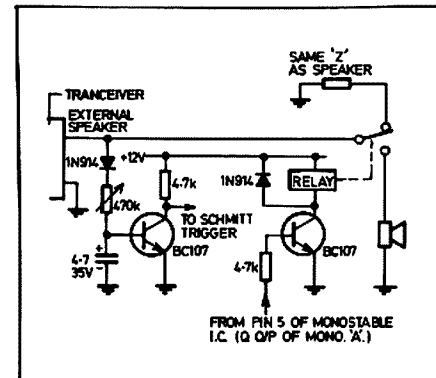 SAME 'Z'
AS SPEAKER
TRANCEIVER
EXTERNAL
SPEAKER
1N914
+12V
4·7k
1N914
RELAY
470k
TO SCHMITT
TRIGGER
BC107
BC107
+
4·7
35V
-
4·7k
FROM PIN 5 OF MONOSTABLE
I.C. (Q O/P OF MONO. 'A'.)